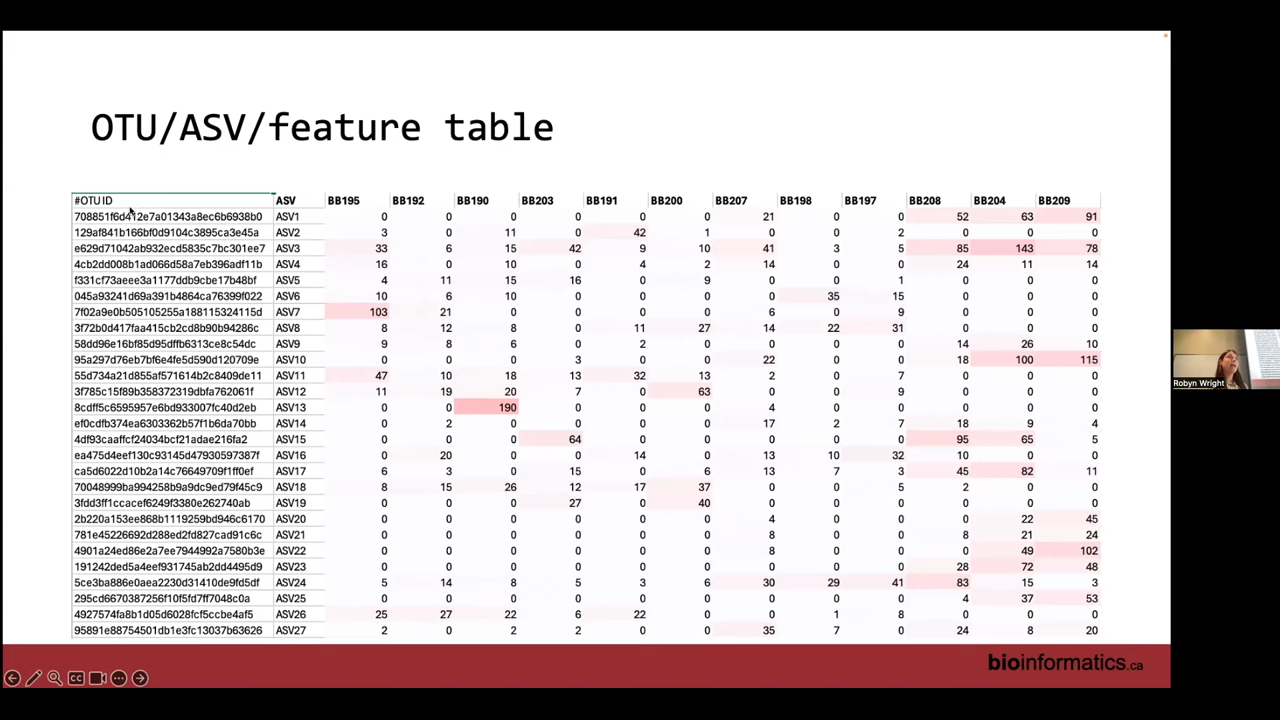 OTU/ASV/feature table
#OTU ID ASV BB195 BB192 BB190 BB203 BB191 BB200 BB207 BB198 BB197 BB208 BB204 BB209
708851f6d412e7a01343a8ec6b6938b0 ASV1 0 0 0 0 0 0 21 0 0 52 63 91
129af841b166bf0d9104c3895ca3e45a ASV2 3 0 11 0 42 1 0 0 2 0 0 0
e629d71042ab932ecd5835c7bc301ee7 ASV3 33 6 15 42 9 10 41 3 5 85 143 78
4cb2dd008b1ad066d58a7eb396adf11b ASV4 16 0 10 0 4 2 14 0 0 24 11 14
f331cf73aeee3a1177ddb9cbe17b48bf ASV5 4 11 15 16 0 9 0 0 1 0 0 0
045a93241d69a391b4864ca76399f022 ASV6 10 6 10 0 0 0 0 35 15 0 0 0
7f02a9e0b505105255a188115324115d ASV7 103 21 0 0 0 0 6 0 9 0 0 0
3f72b0d417faa415cb2cd8b90b94286c ASV8 8 12 8 0 11 27 14 22 31 0 0 0
58dd96e16bf85d95dffb6313ce8c54dc ASV9 9 8 6 0 2 0 0 0 0 14 26 10
95a297d76eb7bf6e4fe5d590d120709e ASV10 0 0 0 3 0 0 22 0 0 18 100 115
55d734a21d855af571614b2c8409de11 ASV11 47 10 18 13 32 13 2 0 7 0 0 0
3f785c15f89b358372319dbfa762061f ASV12 11 19 20 7 0 63 0 0 9 0 0 0
8cdff5c6595957e6bd933007fc40d2eb ASV13 0 0 190 0 0 0 4 0 0 0 0 0
ef0cdfb374ea6303362b57f1b6da70bb ASV14 0 2 0 0 0 0 17 2 7 18 9 4
4df93caaffcf24034bcf21adae216fa2 ASV15 0 0 0 64 0 0 0 0 0 95 65 5
ea475d4eef130c93145d47930597387f ASV16 0 20 0 0 14 0 13 10 32 10 0 0
ca5d6022d10b2a14c76649709f1ff0ef ASV17 6 3 0 15 0 6 13 7 3 45 82 11
70048999ba994258b9a9dc9ed79f45c9 ASV18 8 15 26 12 17 37 0 0 5 2 0 0
3fdd3ff1ccacef6249f3380e262740ab ASV19 0 0 0 27 0 40 0 0 0 0 0 0
2b220a153ee868b1119259bd946c6170 ASV20 0 0 0 0 0 0 4 0 0 0 22 45
781e45226692d288ed2fd827cad91c6c ASV21 0 0 0 0 0 0 8 0 0 8 21 24
4901a24ed86e2a7ee7944992a7580b3e ASV22 0 0 0 0 0 0 8 0 0 0 49 102
191242ded5a4eef931745ab2dd4495d9 ASV23 0 0 0 0 0 0 0 0 0 28 72 48
5ce3ba886e0aea2230d31410de9fd5df ASV24 5 14 8 5 3 6 30 29 41 83 15 3
295cd6670387256f10f5fd7ff7048c0a ASV25 0 0 0 0 0 0 0 0 0 4 37 53
4927574fa8b1d05d6028fcf5ccbe4af5 ASV26 25 27 22 6 22 0 0 1 8 0 0 0
95891e88754501db1e3fc13037b63626 ASV27 2 0 2 2 0 0 35 7 0 24 8 20
bioinformatics.ca
CC
Robyn Wright